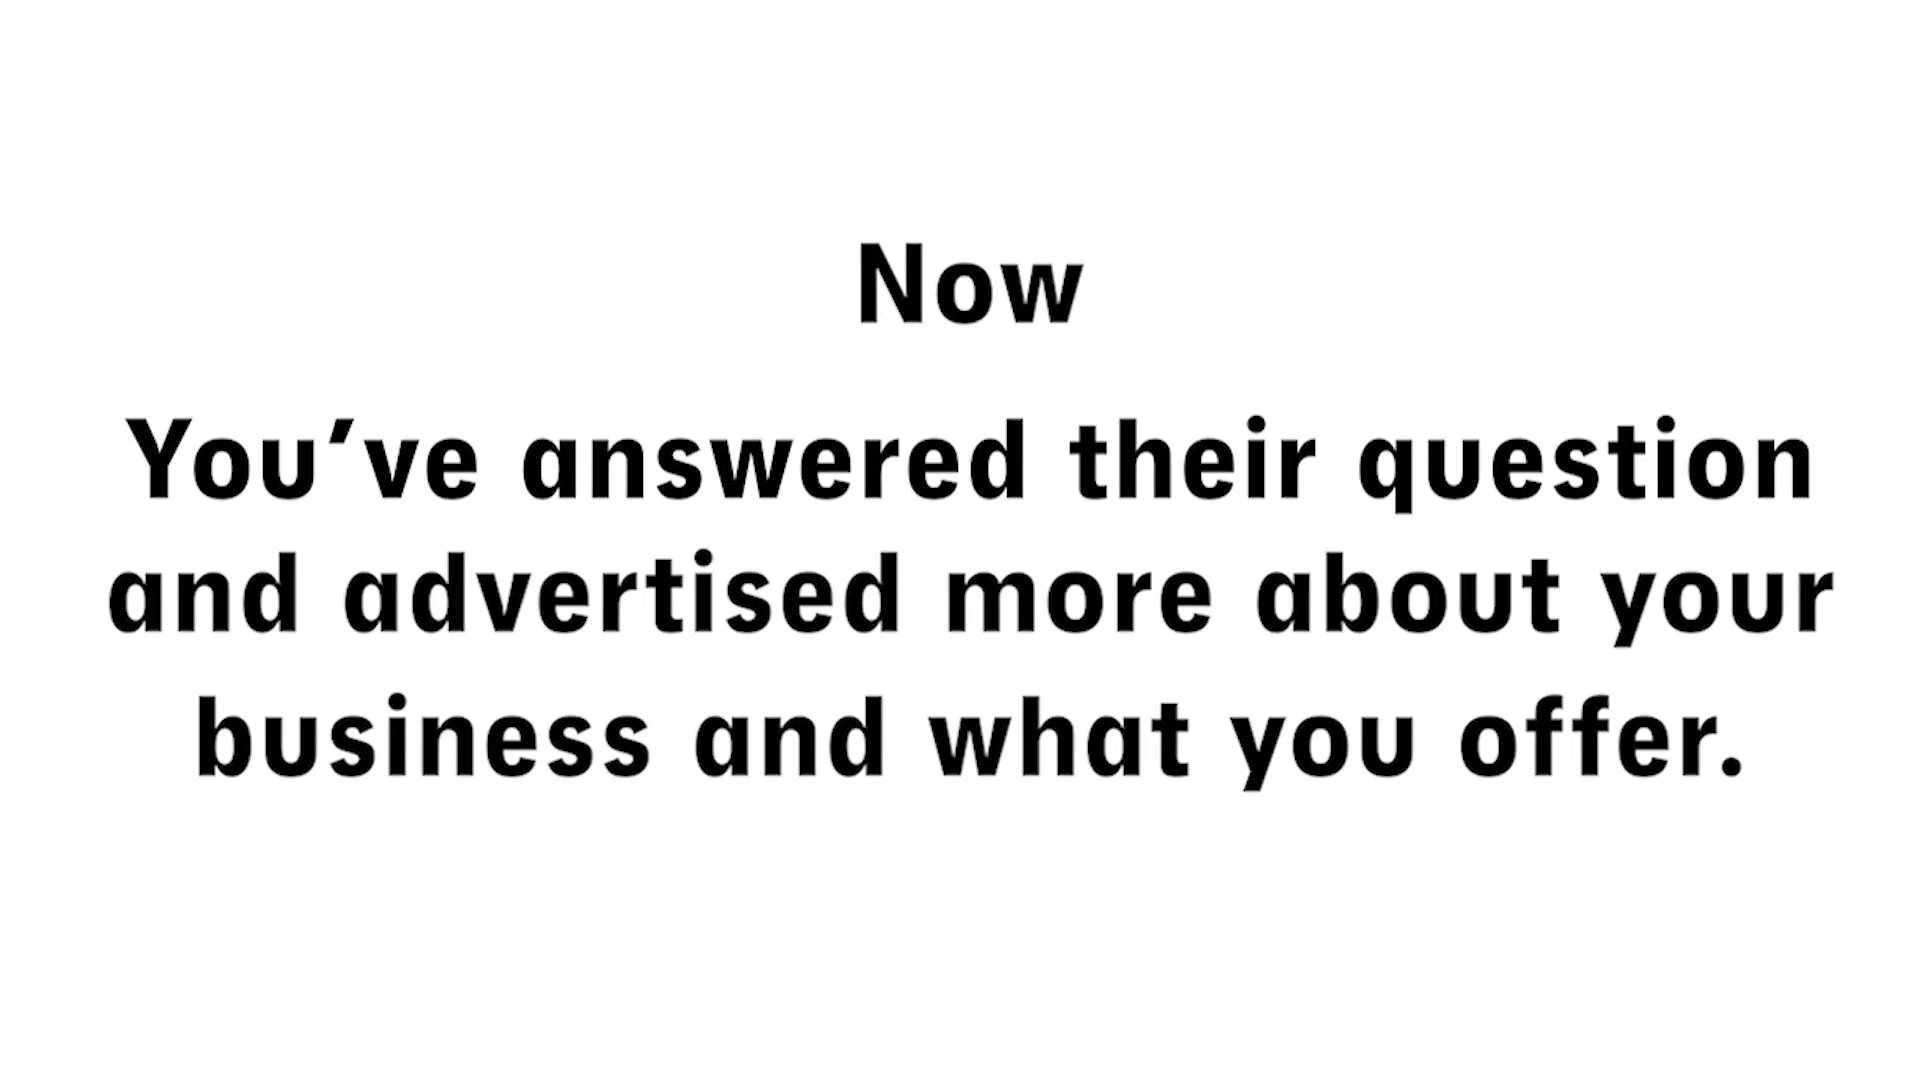 Now
You’ve answered their question
and advertised more about your
business and what you offer.